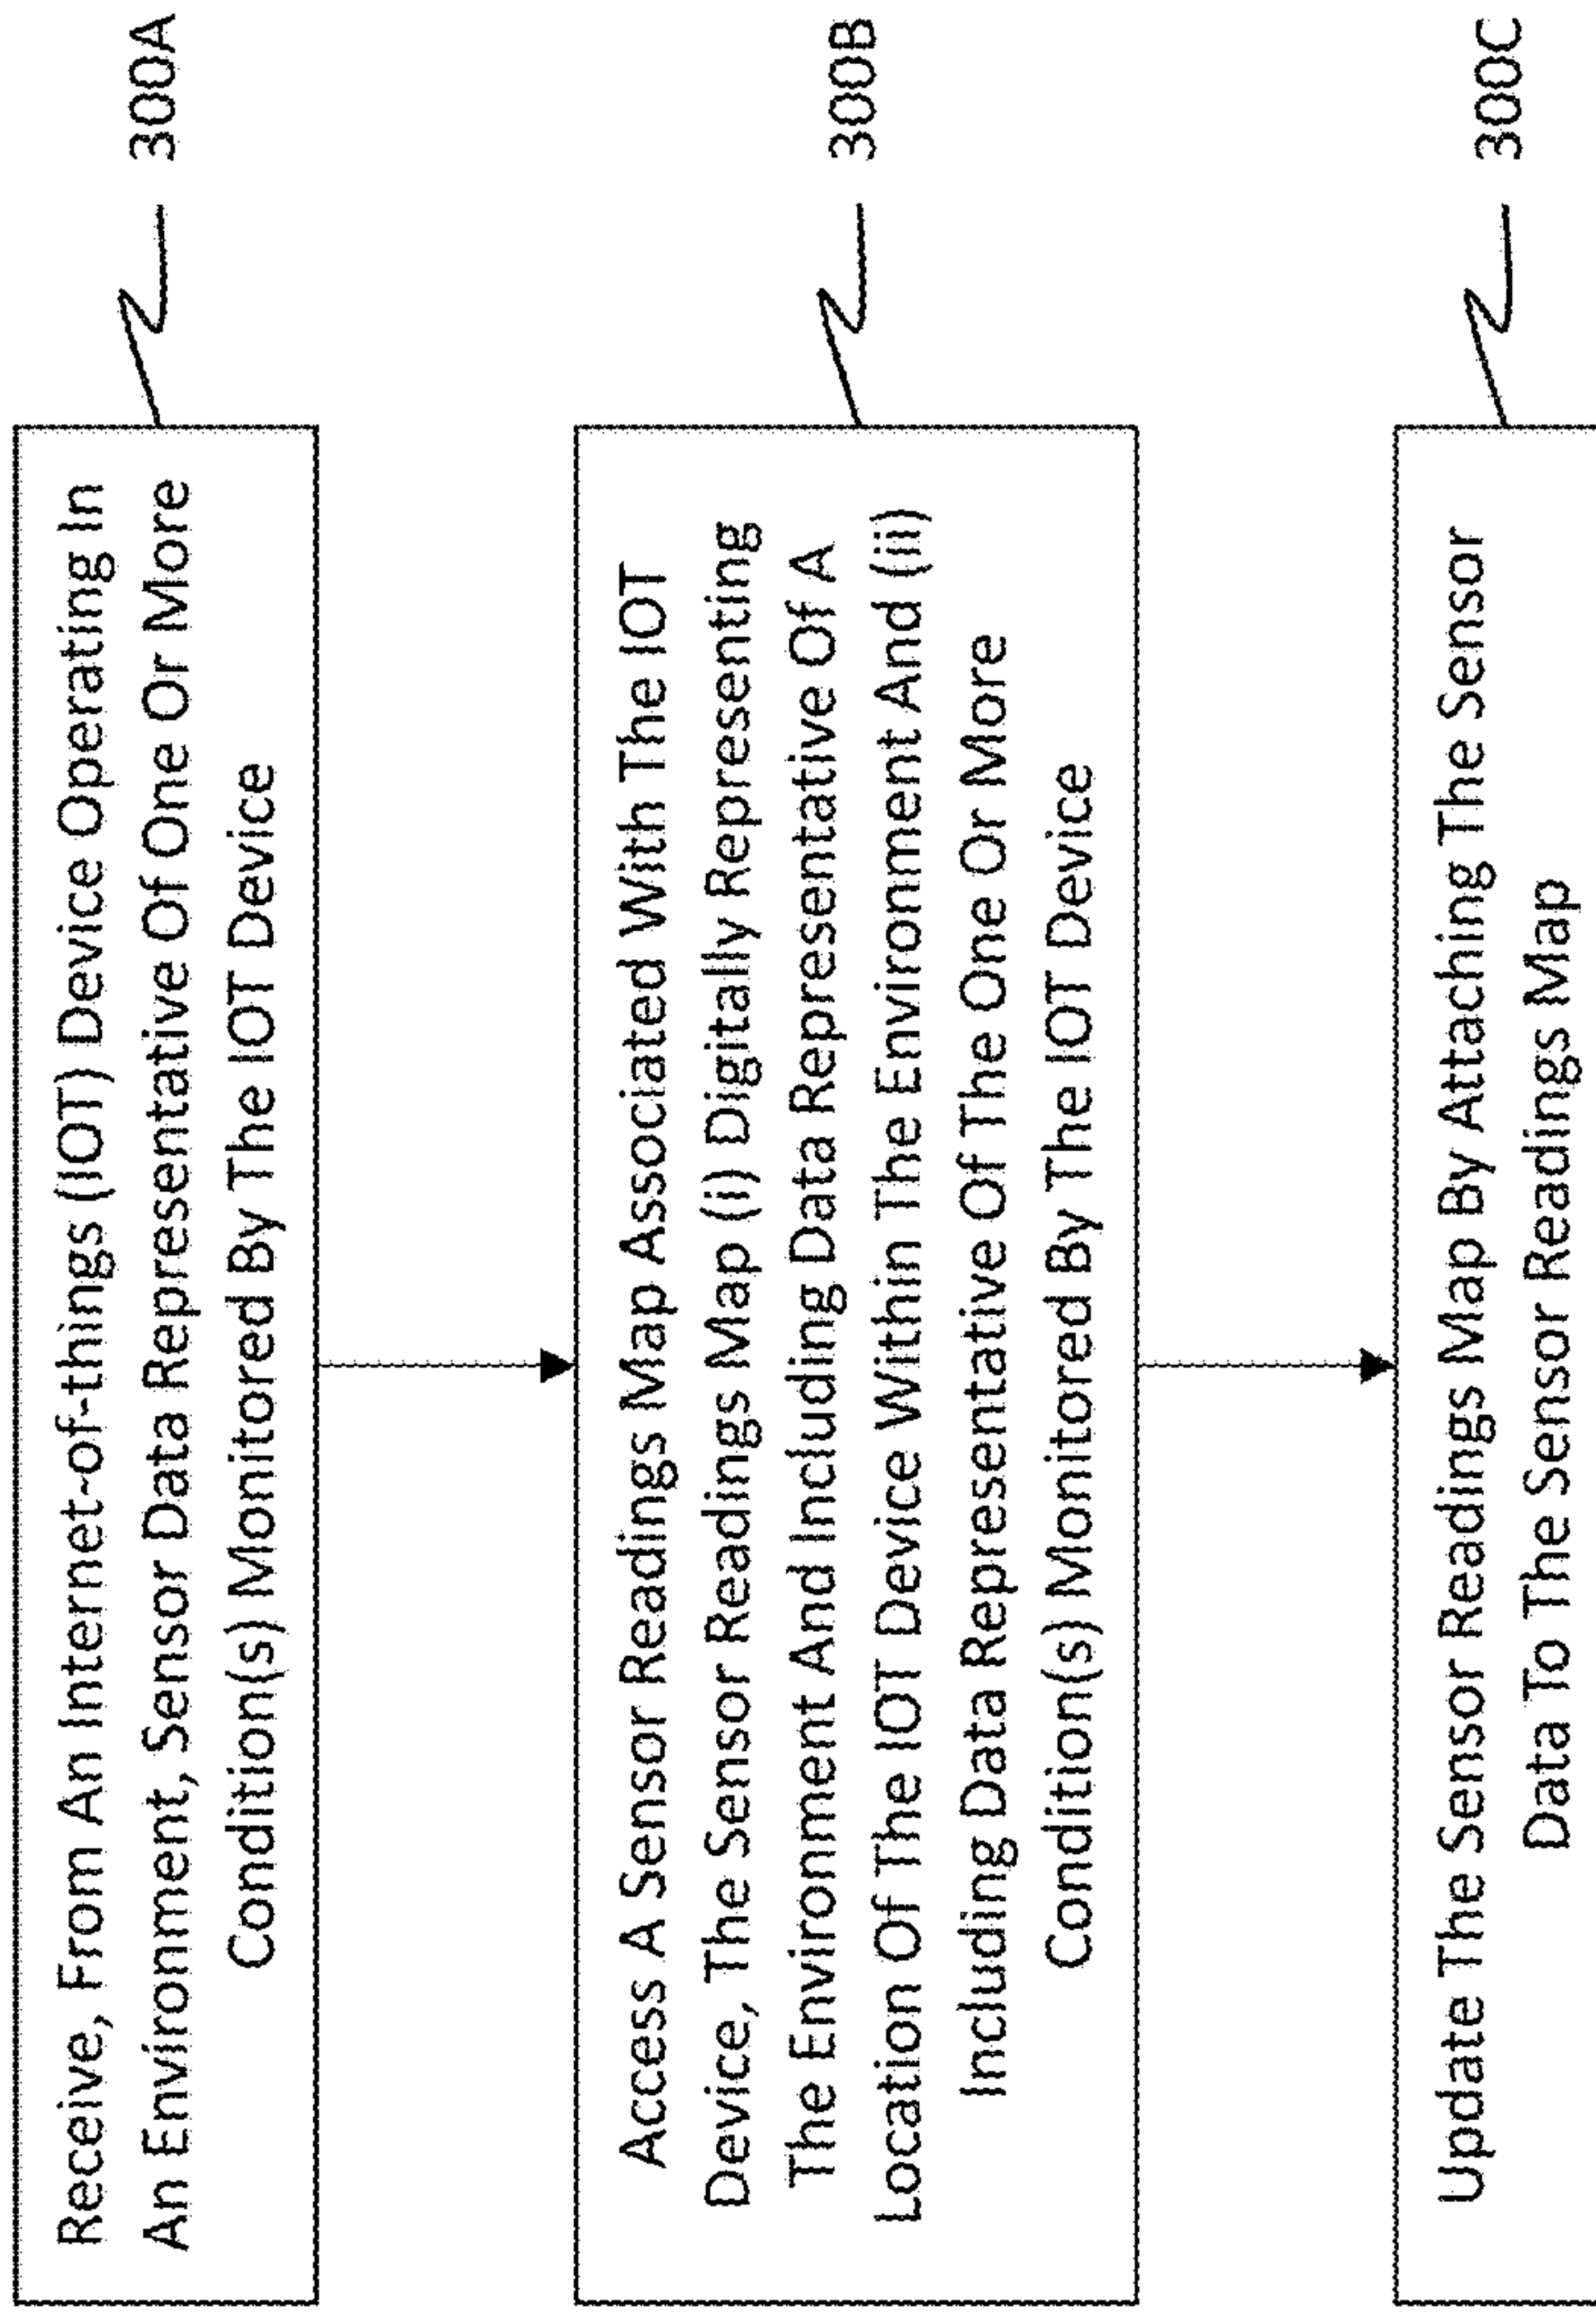 Receive, From An Internet-of-things (IOT) Device Operating In
An Environment, Sensor Data Representative Of One Or More
Condition(s) Monitored By The IOT Device
300A
Access A Sensor Readings Map Associated With The IOT
Device, The Sensor Readings Map (i) Digitally Representing
The Environment And Including Data Representative Of A
Location Of The IOT Device Within The Environment And (ii)
Including Data Representative Of The One Or More
Condition(s) Monitored By The IOT Device
300B
Update The Sensor Readings Map By Attaching The Sensor
Data To The Sensor Readings Map
300C